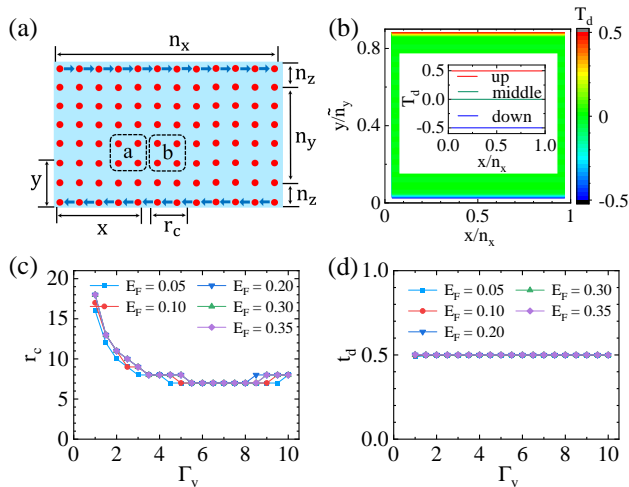 (a)
n_x
n_z
n_y
n_z
a
b
y
x
r_c
(b)
T_d
0.8
0.4
0
y/ñ_y
0
0.5
1
x/n_x
0.5
0.0
-0.5
T_d
up
middle
down
0.0
0.5
1.0
x/n_x
0.5
0
-0.5
(c)
20
15
10
5
0
r_c
E_F = 0.05
E_F = 0.20
E_F = 0.10
E_F = 0.30
E_F = 0.35
0
2
4
6
8
10
Γ_y
(d)
1.0
0.5
0.0
t_d
E_F = 0.05
E_F = 0.30
E_F = 0.10
E_F = 0.35
E_F = 0.20
0
2
4
6
8
10
Γ_y